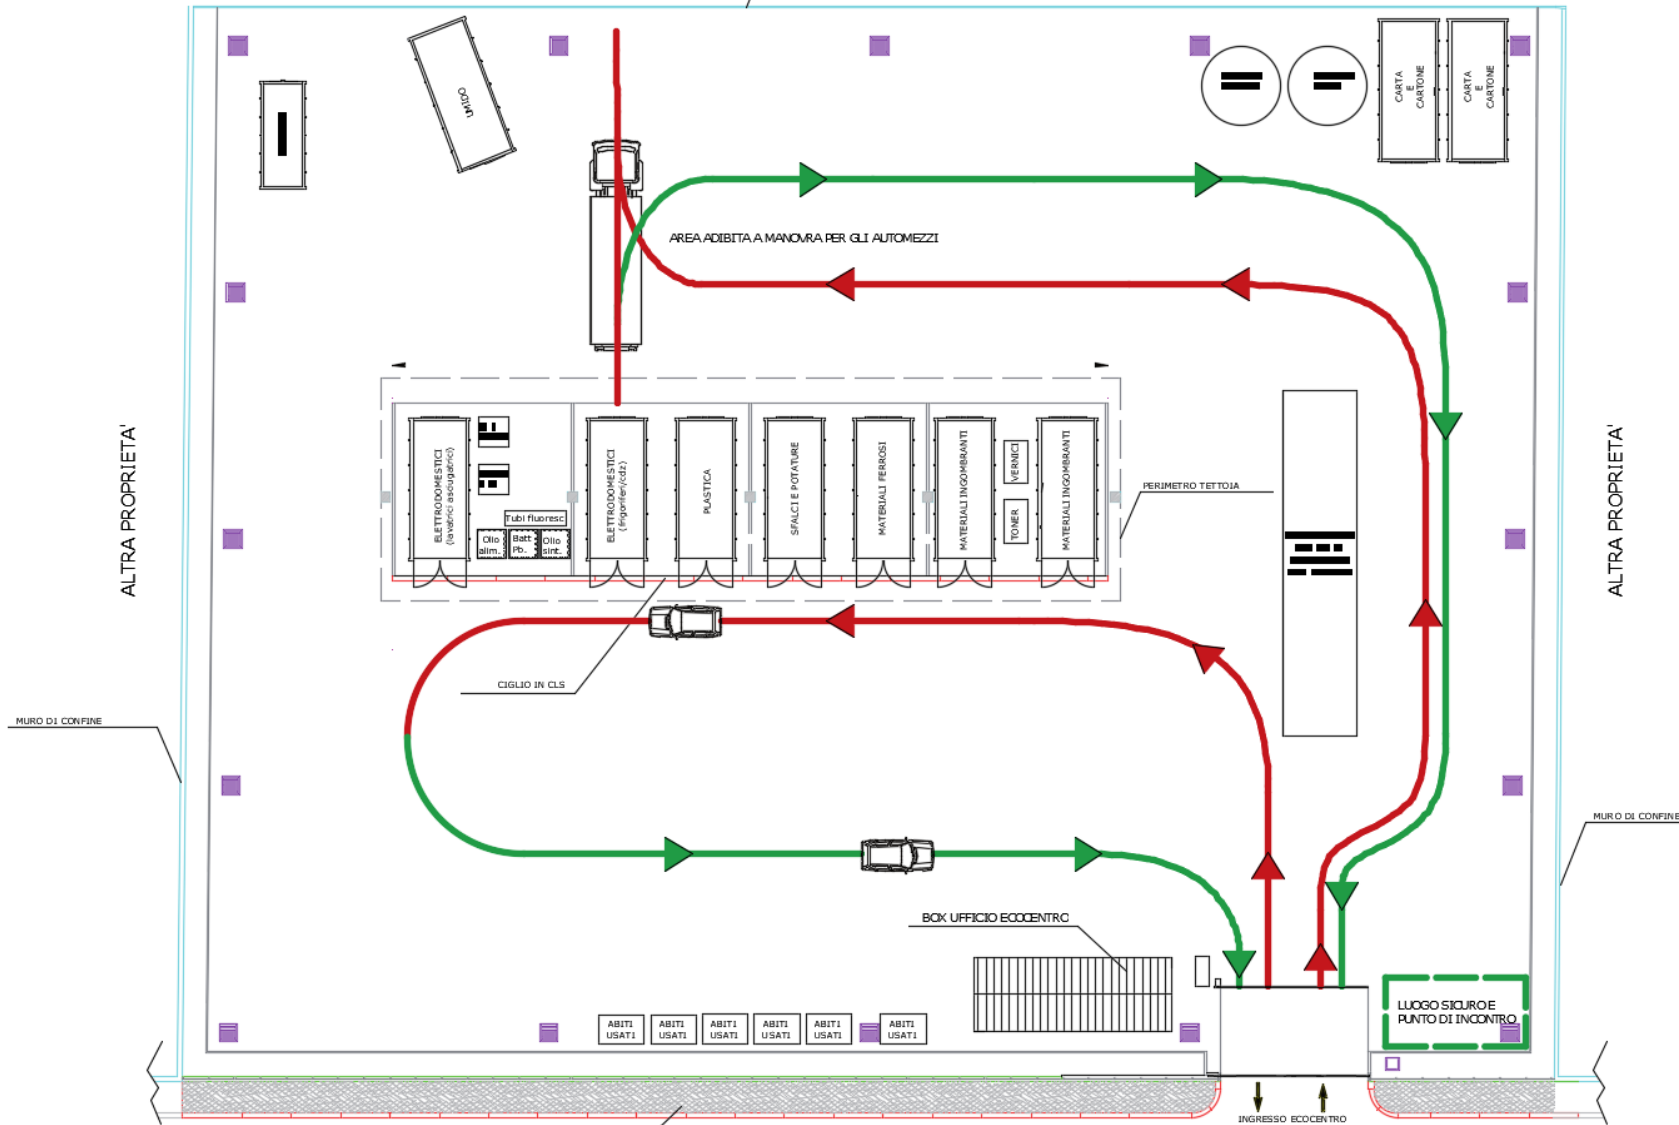 UMIDO
CARTA
E
CARTONE
CARTA
E
CARTONE
AREA ADIBITA A MANOVRA PER GLI AUTOMEZZI
ALTRA PROPRIETA'
ELETTRODOMESTICI
(lavatrici asciugatrici)
Tubi fluoresc
Olio
alim.
Batt
Pb.
Olio
sint.
ELETTRODOMESTICI
(frigoriferi/cdz)
PLASTICA
SFALCI E POTATURE
MATERIALI FERROSI
MATERIALI INGOMBRANTI
VERNICI
TONER
MATERIALI INGOMBRANTI
PERIMETRO TETTOIA
ALTRA PROPRIETA'
CIGLIO IN CLS
MURO DI CONFINE
MURO DI CONFINE
BOX UFFICIO ECOCENTRO
LUOGO SICURO E
PUNTO DI INCONTRO
ABITI
USATI
ABITI
USATI
ABITI
USATI
ABITI
USATI
ABITI
USATI
ABITI
USATI
INGRESSO ECOCENTRO